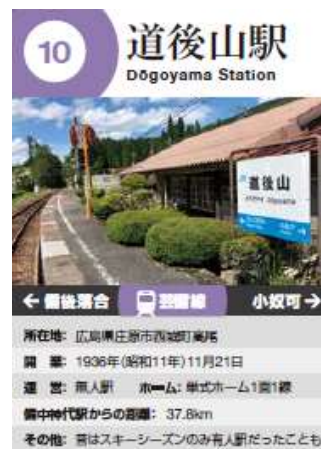 10
道後山駅
Dōgoyama Station
道後山
← 備後落合
芸備線
小奴可 →
所在地: 広島県庄原市西城町高尾
開 業: 1936年(昭和11年)11月21日
運 営: 無人駅 ホーム: 単式ホーム1面1線
備中神代駅からの距離: 37.8km
その他: 昔はスキーシーズンのみ有人駅だったことも